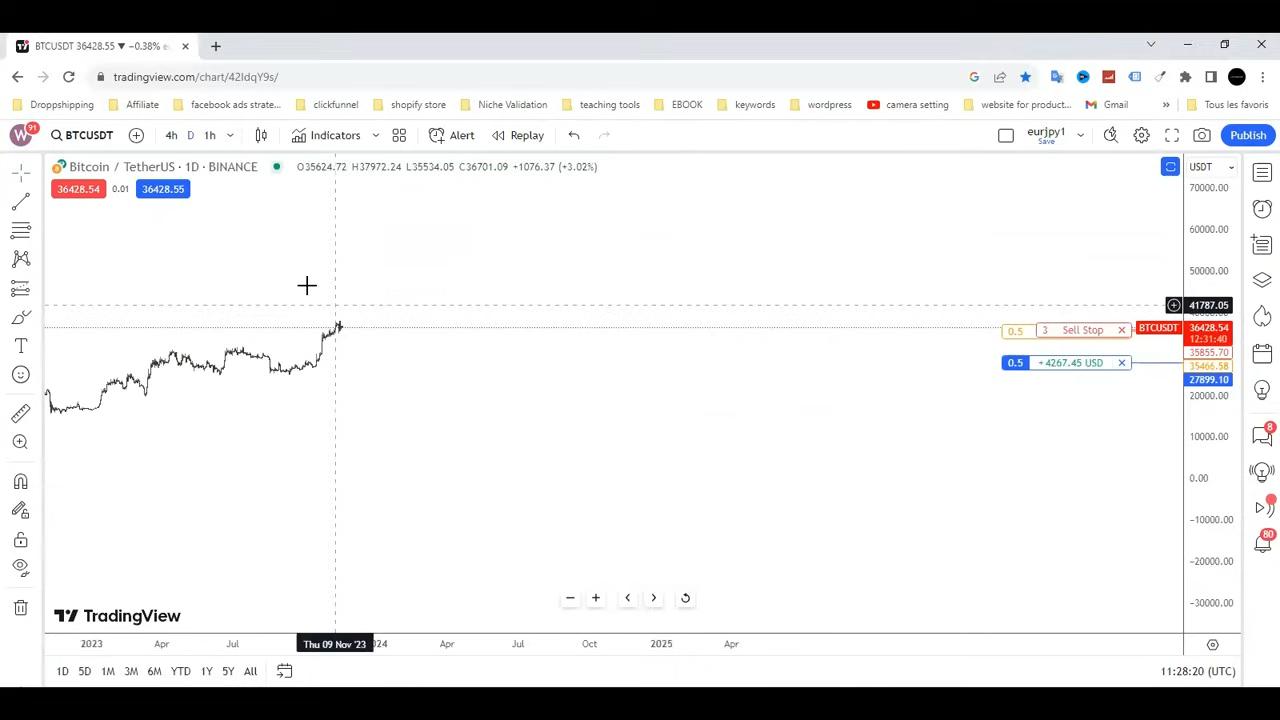 BTCUSDT 36428.55 ▼ −0.38%
tradingview.com/chart/42IdqY9s/
Droppshipping
Affiliate
facebook ads strate...
clickfunnel
shopify store
Niche Validation
teaching tools
EBOOK
keywords
wordpress
camera setting
website for product...
Gmail
»
Tous les favoris
W
91
BTCUSDT
4h
D
1h
Indicators
Alert
Replay
eurjpy1
Save
Publish
Bitcoin / TetherUS · 1D · BINANCE
O35624.72 H37972.24 L35534.05 C36701.09 +1076.37 (+3.02%)
USDT
36428.54
0.01
36428.55
70000.00
60000.00
50000.00
41787.05
0.5
3 Sell Stop
BTCUSDT
36428.54
12:31:40
35855.70
0.5
+4267.45 USD
35466.58
27899.10
20000.00
10000.00
0.00
−10000.00
−20000.00
−30000.00
8
80
TradingView
2023
Apr
Jul
Thu 09 Nov '23
Apr
Jul
Oct
2025
Apr
1D
5D
1M
3M
6M
YTD
1Y
5Y
All
11:28:20 (UTC)